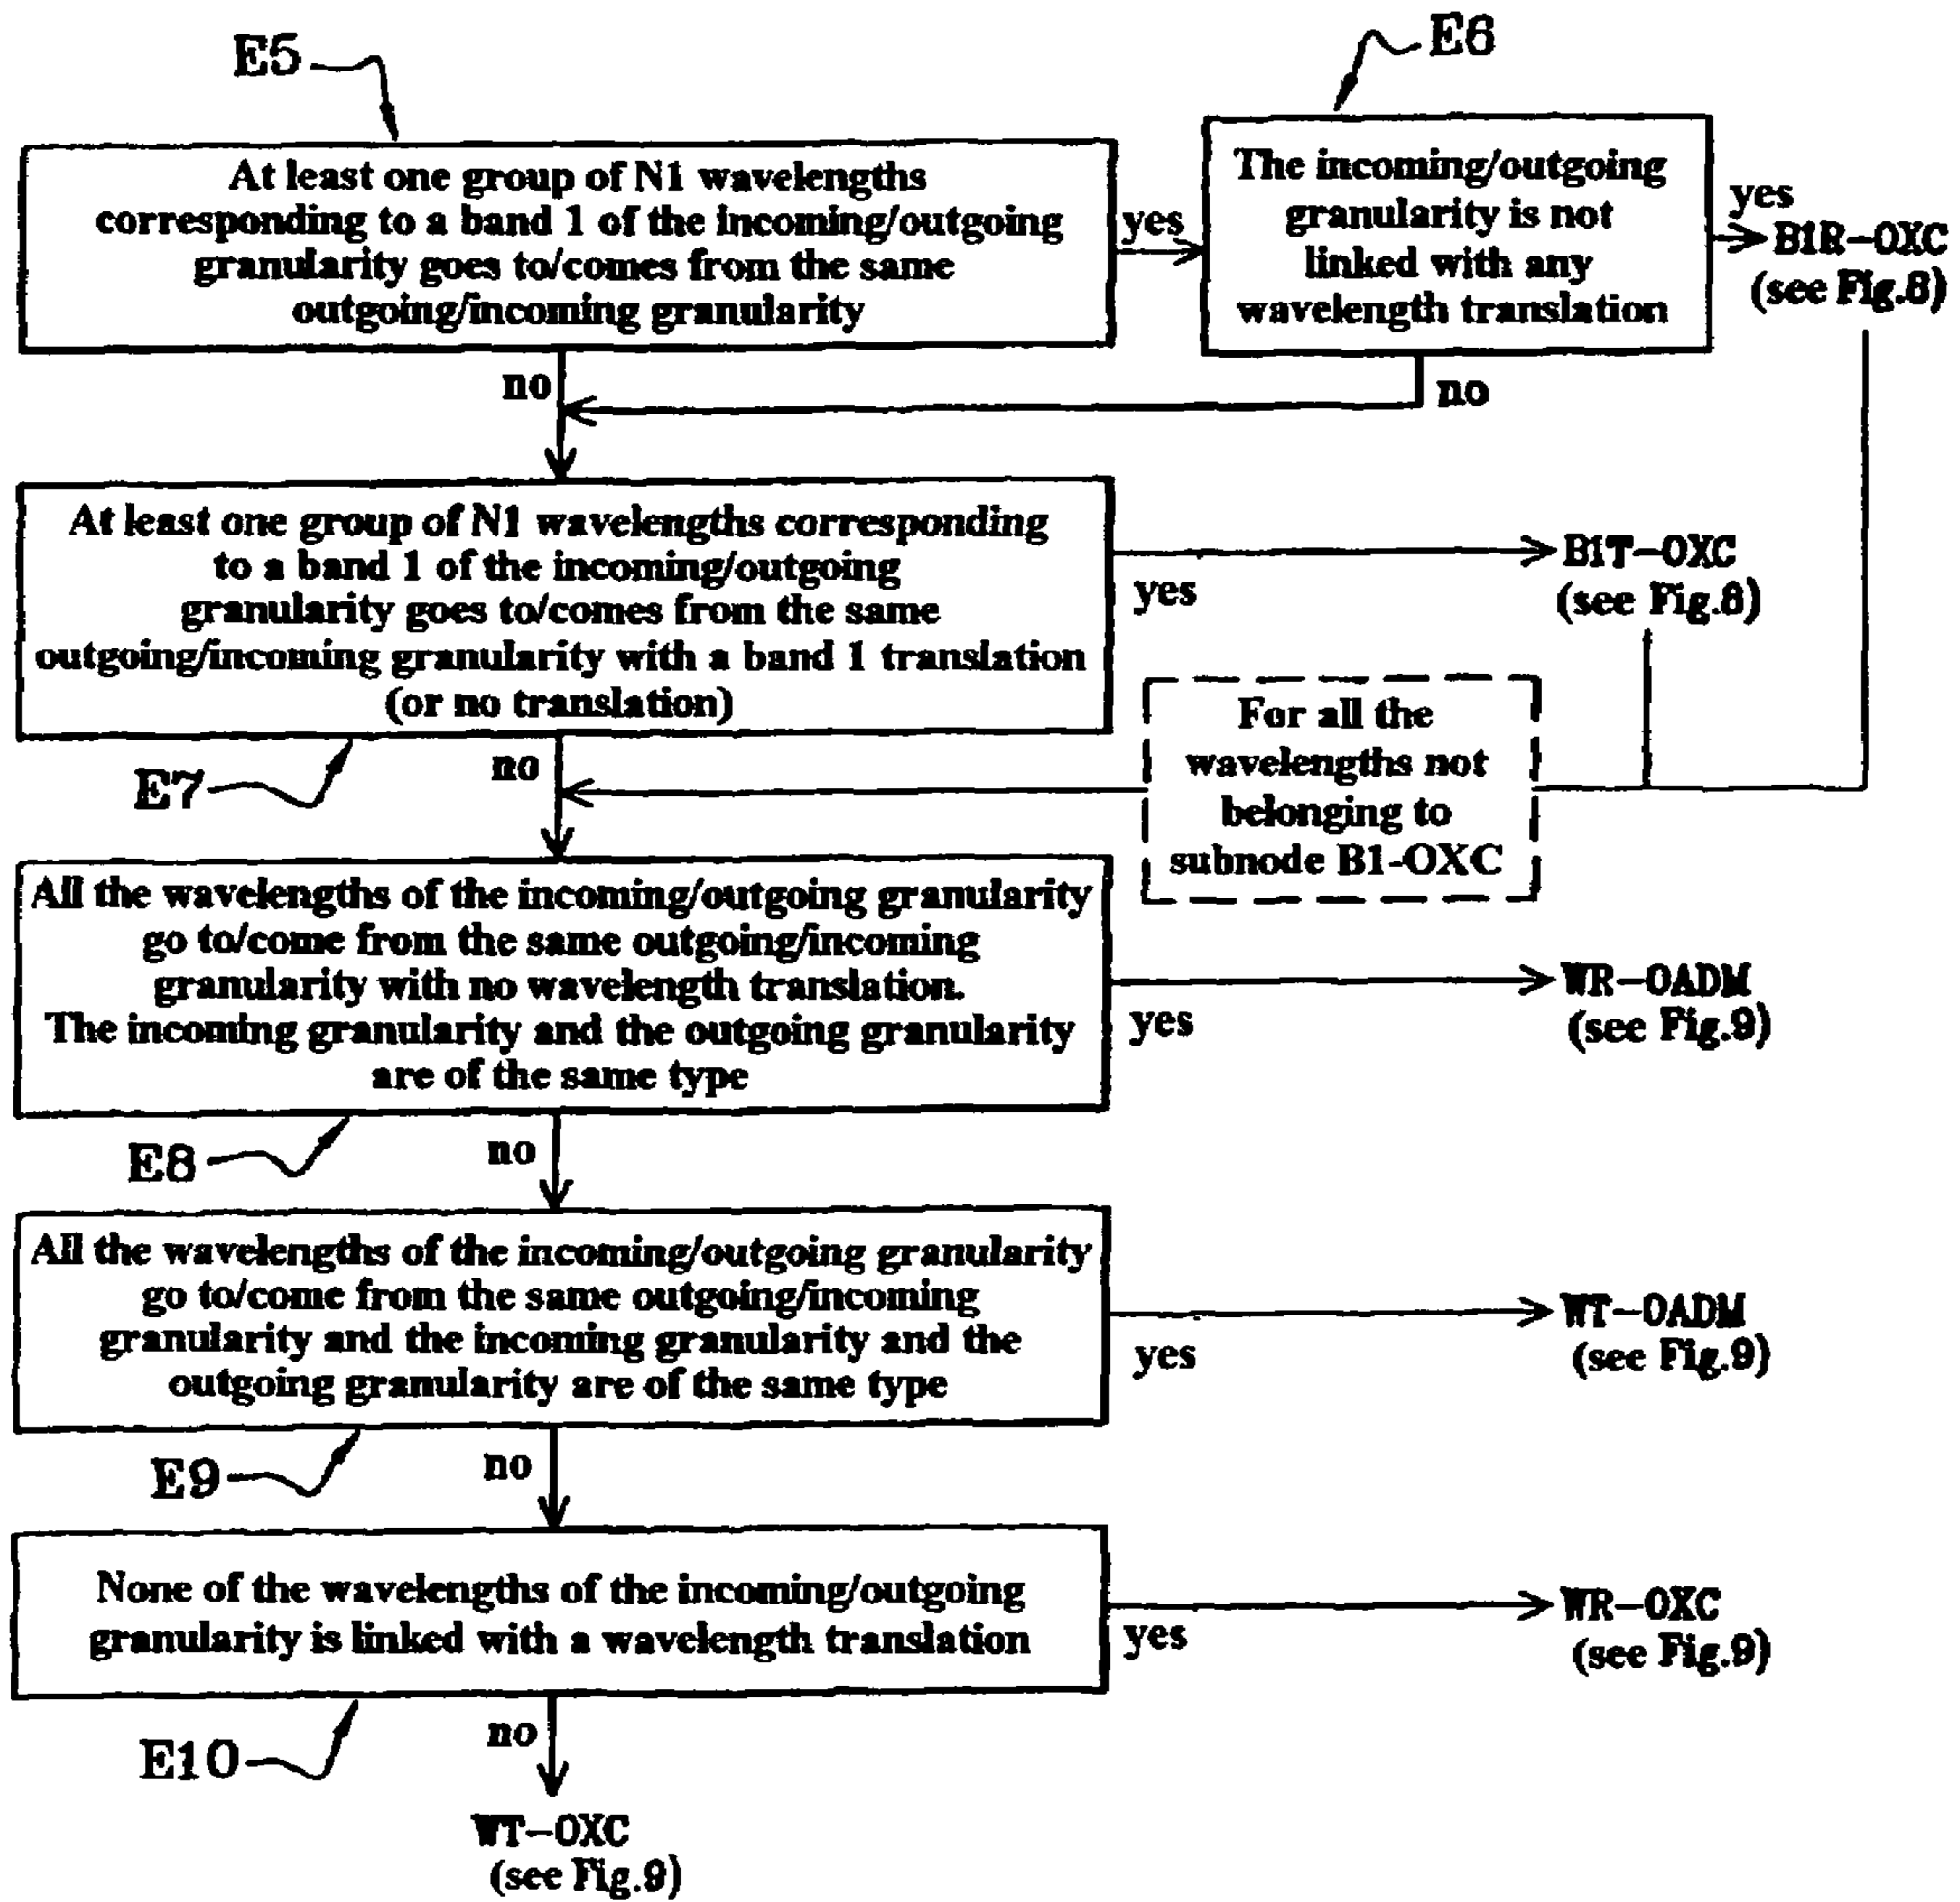 E5
E6
At least one group of N1 wavelengths
corresponding to a band 1 of the incoming/outgoing
granularity goes to/comes from the same
outgoing/incoming granularity
yes
The incoming/outgoing
granularity is not
linked with any
wavelength translation
yes
B1R-OXC
(see Fig.8)
no
no
At least one group of N1 wavelengths corresponding
to a band 1 of the incoming/outgoing
granularity goes to/comes from the same
outgoing/incoming granularity with a band 1 translation
(or no translation)
yes
B1T-OXC
(see Fig.8)
E7
no
For all the
wavelengths not
belonging to
subnode B1-OXC
All the wavelengths of the incoming/outgoing granularity
go to/come from the same outgoing/incoming
granularity with no wavelength translation.
The incoming granularity and the outgoing granularity
are of the same type
yes
WR-OADM
(see Fig.9)
E8
no
All the wavelengths of the incoming/outgoing granularity
go to/come from the same outgoing/incoming
granularity and the incoming granularity and the
outgoing granularity are of the same type
yes
WT-OADM
(see Fig.9)
E9
no
None of the wavelengths of the incoming/outgoing
granularity is linked with a wavelength translation
yes
WR-OXC
(see Fig.9)
E10
no
WT-OXC
(see Fig.9)